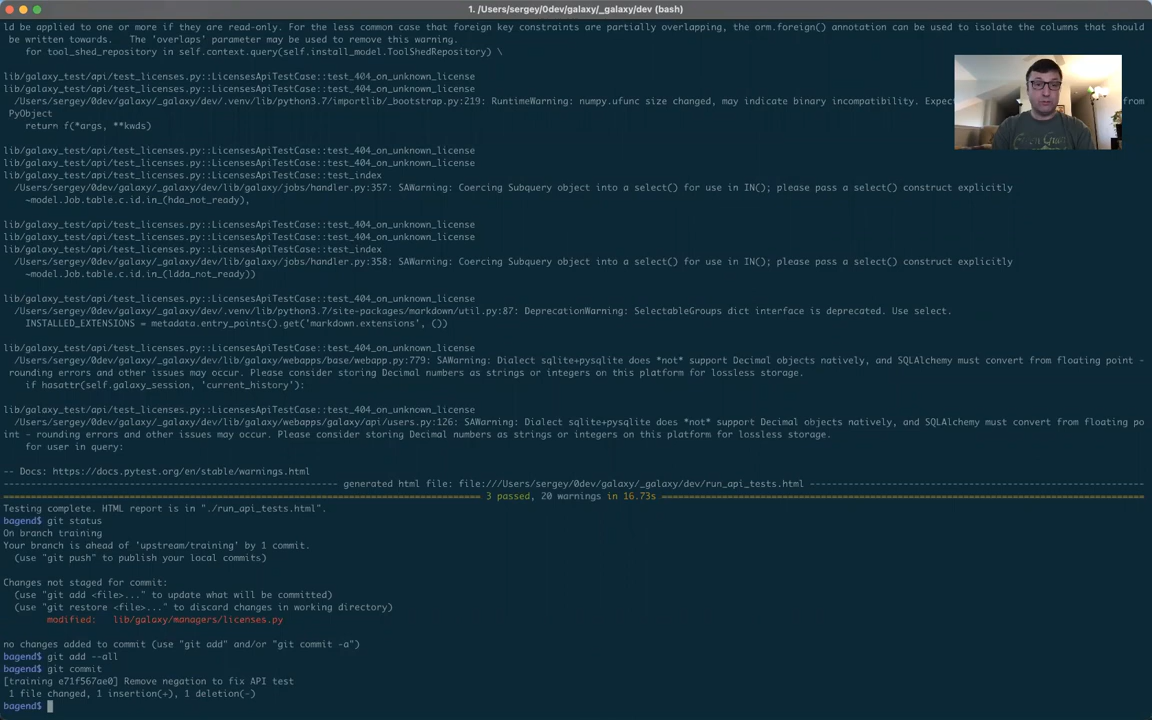 1. /Users/sergey/0dev/galaxy/_galaxy/dev (bash)
ld be applied to one or more if they are read-only. For the less common case that foreign key constraints are partially overlapping, the orm.foreign() annotation can be used to isolate the columns that should
be written towards.   The 'overlaps' parameter may be used to remove this warning.
for tool_shed_repository in self.context.query(self.install_model.ToolShedRepository) \
lib/galaxy_test/api/test_licenses.py::LicensesApiTestCase::test_404_on_unknown_license
lib/galaxy_test/api/test_licenses.py::LicensesApiTestCase::test_404_on_unknown_license
/Users/sergey/0dev/galaxy/_galaxy/dev/.venv/lib/python3.7/importlib/_bootstrap.py:219: RuntimeWarning: numpy.ufunc size changed, may indicate binary incompatibility. Expec from
PyObject
return f(*args, **kwds)
lib/galaxy_test/api/test_licenses.py::LicensesApiTestCase::test_404_on_unknown_license
lib/galaxy_test/api/test_licenses.py::LicensesApiTestCase::test_404_on_unknown_license
lib/galaxy_test/api/test_licenses.py::LicensesApiTestCase::test_index
/Users/sergey/0dev/galaxy/_galaxy/dev/lib/galaxy/jobs/handler.py:357: SAWarning: Coercing Subquery object into a select() for use in IN(); please pass a select() construct explicitly
~model.Job.table.c.id.in_(hda_not_ready),
lib/galaxy_test/api/test_licenses.py::LicensesApiTestCase::test_404_on_unknown_license
lib/galaxy_test/api/test_licenses.py::LicensesApiTestCase::test_404_on_unknown_license
lib/galaxy_test/api/test_licenses.py::LicensesApiTestCase::test_index
/Users/sergey/0dev/galaxy/_galaxy/dev/lib/galaxy/jobs/handler.py:358: SAWarning: Coercing Subquery object into a select() for use in IN(); please pass a select() construct explicitly
~model.Job.table.c.id.in_(ldda_not_ready))
lib/galaxy_test/api/test_licenses.py::LicensesApiTestCase::test_404_on_unknown_license
/Users/sergey/0dev/galaxy/_galaxy/dev/.venv/lib/python3.7/site-packages/markdown/util.py:87: DeprecationWarning: SelectableGroups dict interface is deprecated. Use select.
INSTALLED_EXTENSIONS = metadata.entry_points().get('markdown.extensions', ())
lib/galaxy_test/api/test_licenses.py::LicensesApiTestCase::test_404_on_unknown_license
/Users/sergey/0dev/galaxy/_galaxy/dev/lib/galaxy/webapps/base/webapp.py:779: SAWarning: Dialect sqlite+pysqlite does *not* support Decimal objects natively, and SQLAlchemy must convert from floating point -
rounding errors and other issues may occur. Please consider storing Decimal numbers as strings or integers on this platform for lossless storage.
if hasattr(self.galaxy_session, 'current_history'):
lib/galaxy_test/api/test_licenses.py::LicensesApiTestCase::test_404_on_unknown_license
/Users/sergey/0dev/galaxy/_galaxy/dev/lib/galaxy/webapps/galaxy/api/users.py:126: SAWarning: Dialect sqlite+pysqlite does *not* support Decimal objects natively, and SQLAlchemy must convert from floating po
int - rounding errors and other issues may occur. Please consider storing Decimal numbers as strings or integers on this platform for lossless storage.
for user in query:
-- Docs: https://docs.pytest.org/en/stable/warnings.html
generated html file: file:///Users/sergey/0dev/galaxy/_galaxy/dev/run_api_tests.html
3 passed, 20 warnings in 16.73s
Testing complete. HTML report is in "./run_api_tests.html".
bagend$ git status
On branch training
Your branch is ahead of 'upstream/training' by 1 commit.
(use "git push" to publish your local commits)
Changes not staged for commit:
(use "git add <file>..." to update what will be committed)
(use "git restore <file>..." to discard changes in working directory)
modified:   lib/galaxy/managers/licenses.py
no changes added to commit (use "git add" and/or "git commit -a")
bagend$ git add --all
bagend$ git commit
[training e71f567ae0] Remove negation to fix API test
1 file changed, 1 insertion(+), 1 deletion(-)
bagend$